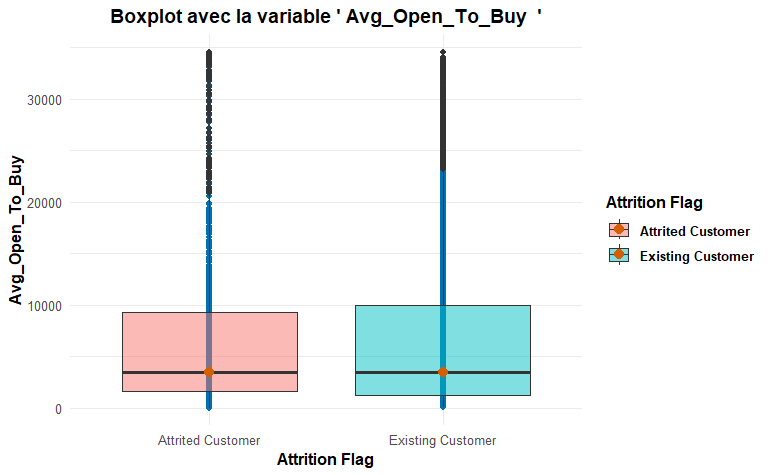 Boxplot avec la variable ' Avg_Open_To_Buy  '
Avg_Open_To_Buy
30000
20000
10000
0
Attrited Customer
Existing Customer
Attrition Flag
Attrition Flag
Attrited Customer
Existing Customer